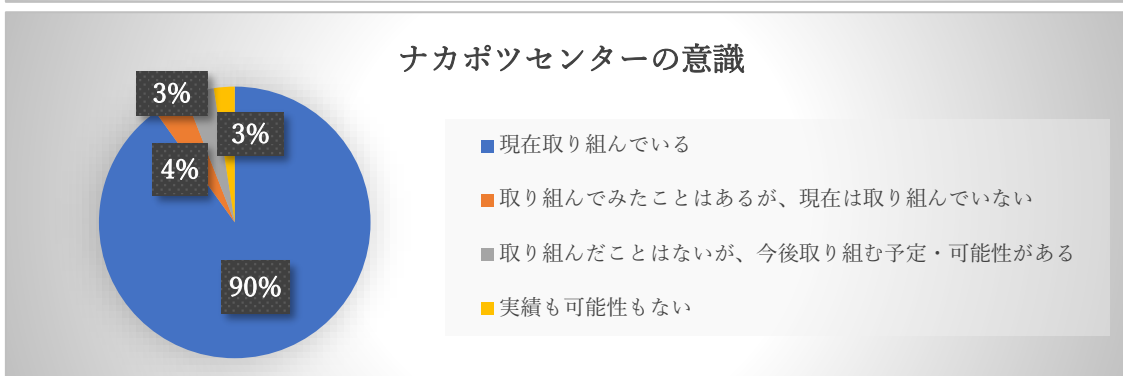 ナカポツセンターの意識
3%
3%
4%
90%
現在取り組んでいる
取り組んでみたことはあるが、現在は取り組んでいない
取り組んだことはないが、今後取り組む予定・可能性がある
実績も可能性もない